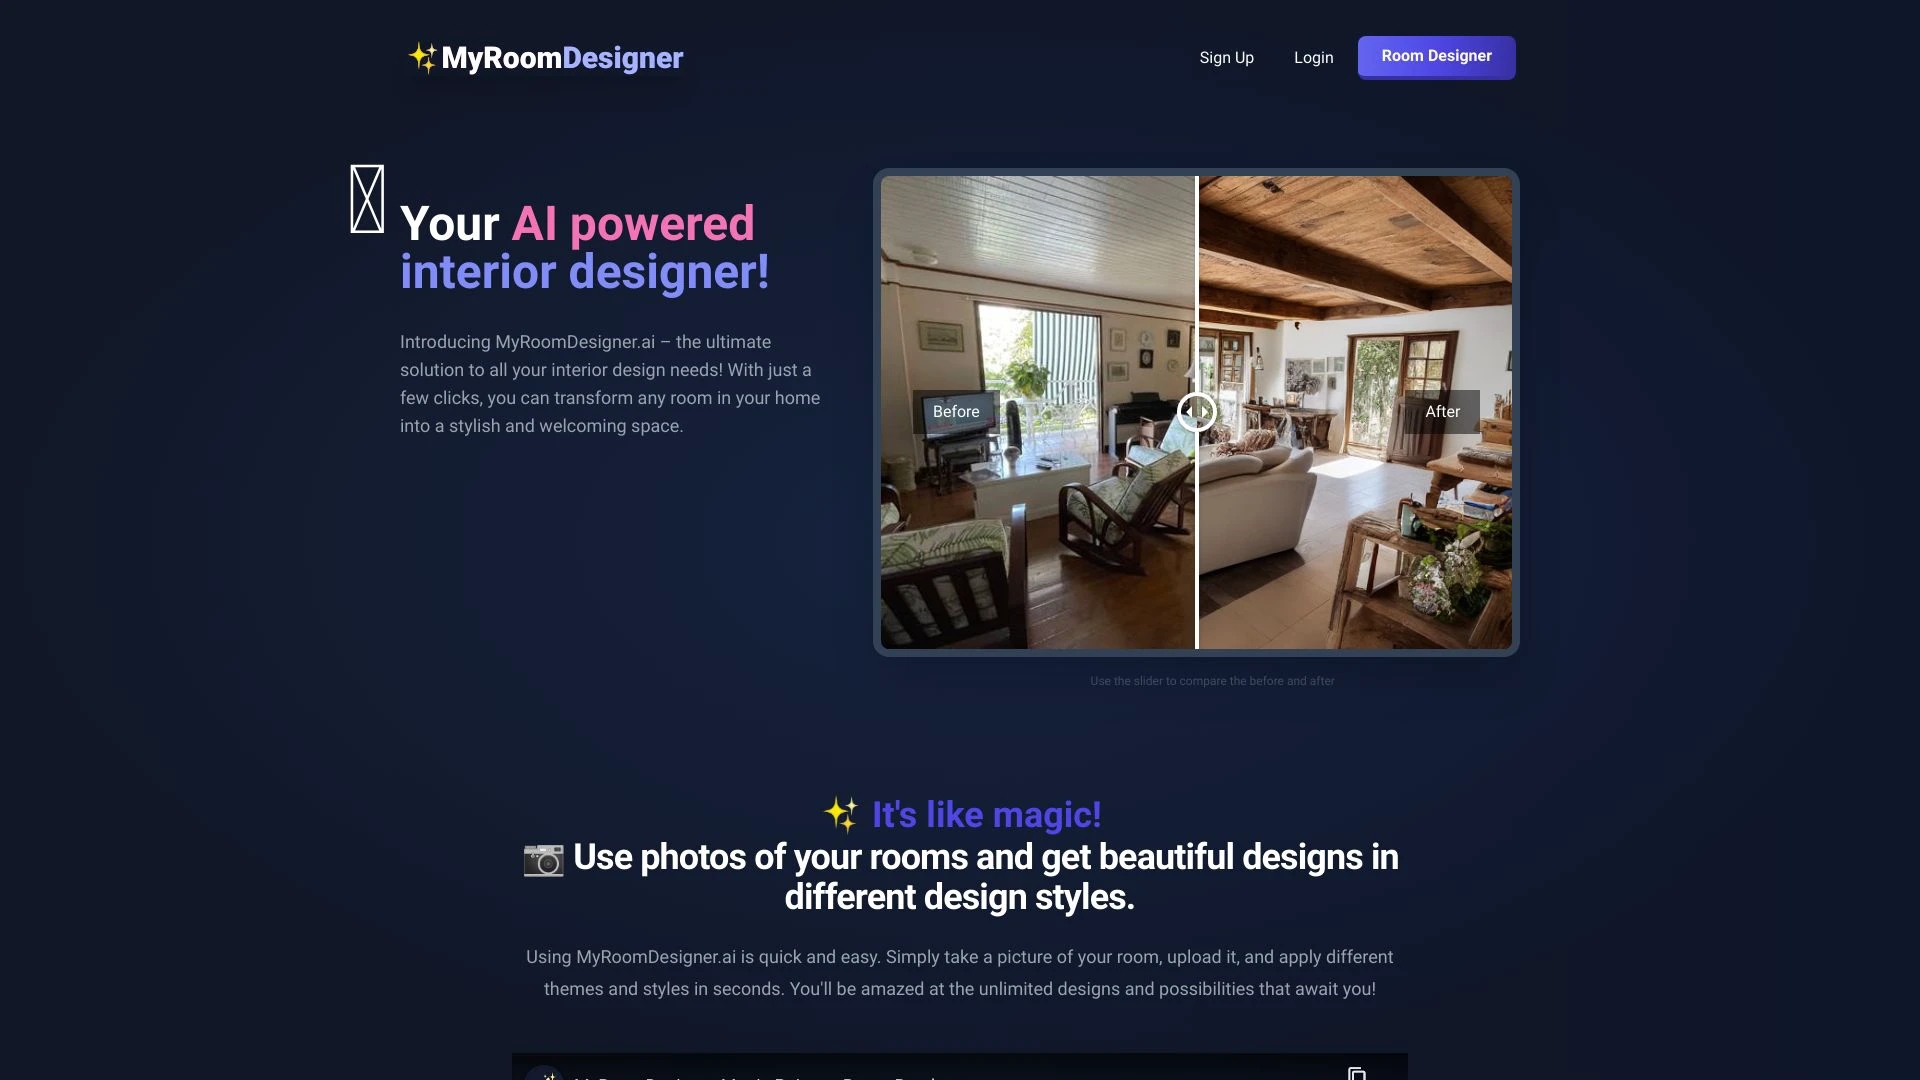 ✨MyRoomDesigner
Sign Up
Login
Room Designer
Your AI powered
interior designer!
Introducing MyRoomDesigner.ai – the ultimate
solution to all your interior design needs! With just a
few clicks, you can transform any room in your home
into a stylish and welcoming space.
Before
After
Use the slider to compare the before and after
✨ It's like magic!
📷 Use photos of your rooms and get beautiful designs in
different design styles.
Using MyRoomDesigner.ai is quick and easy. Simply take a picture of your room, upload it, and apply different
themes and styles in seconds. You'll be amazed at the unlimited designs and possibilities that await you!